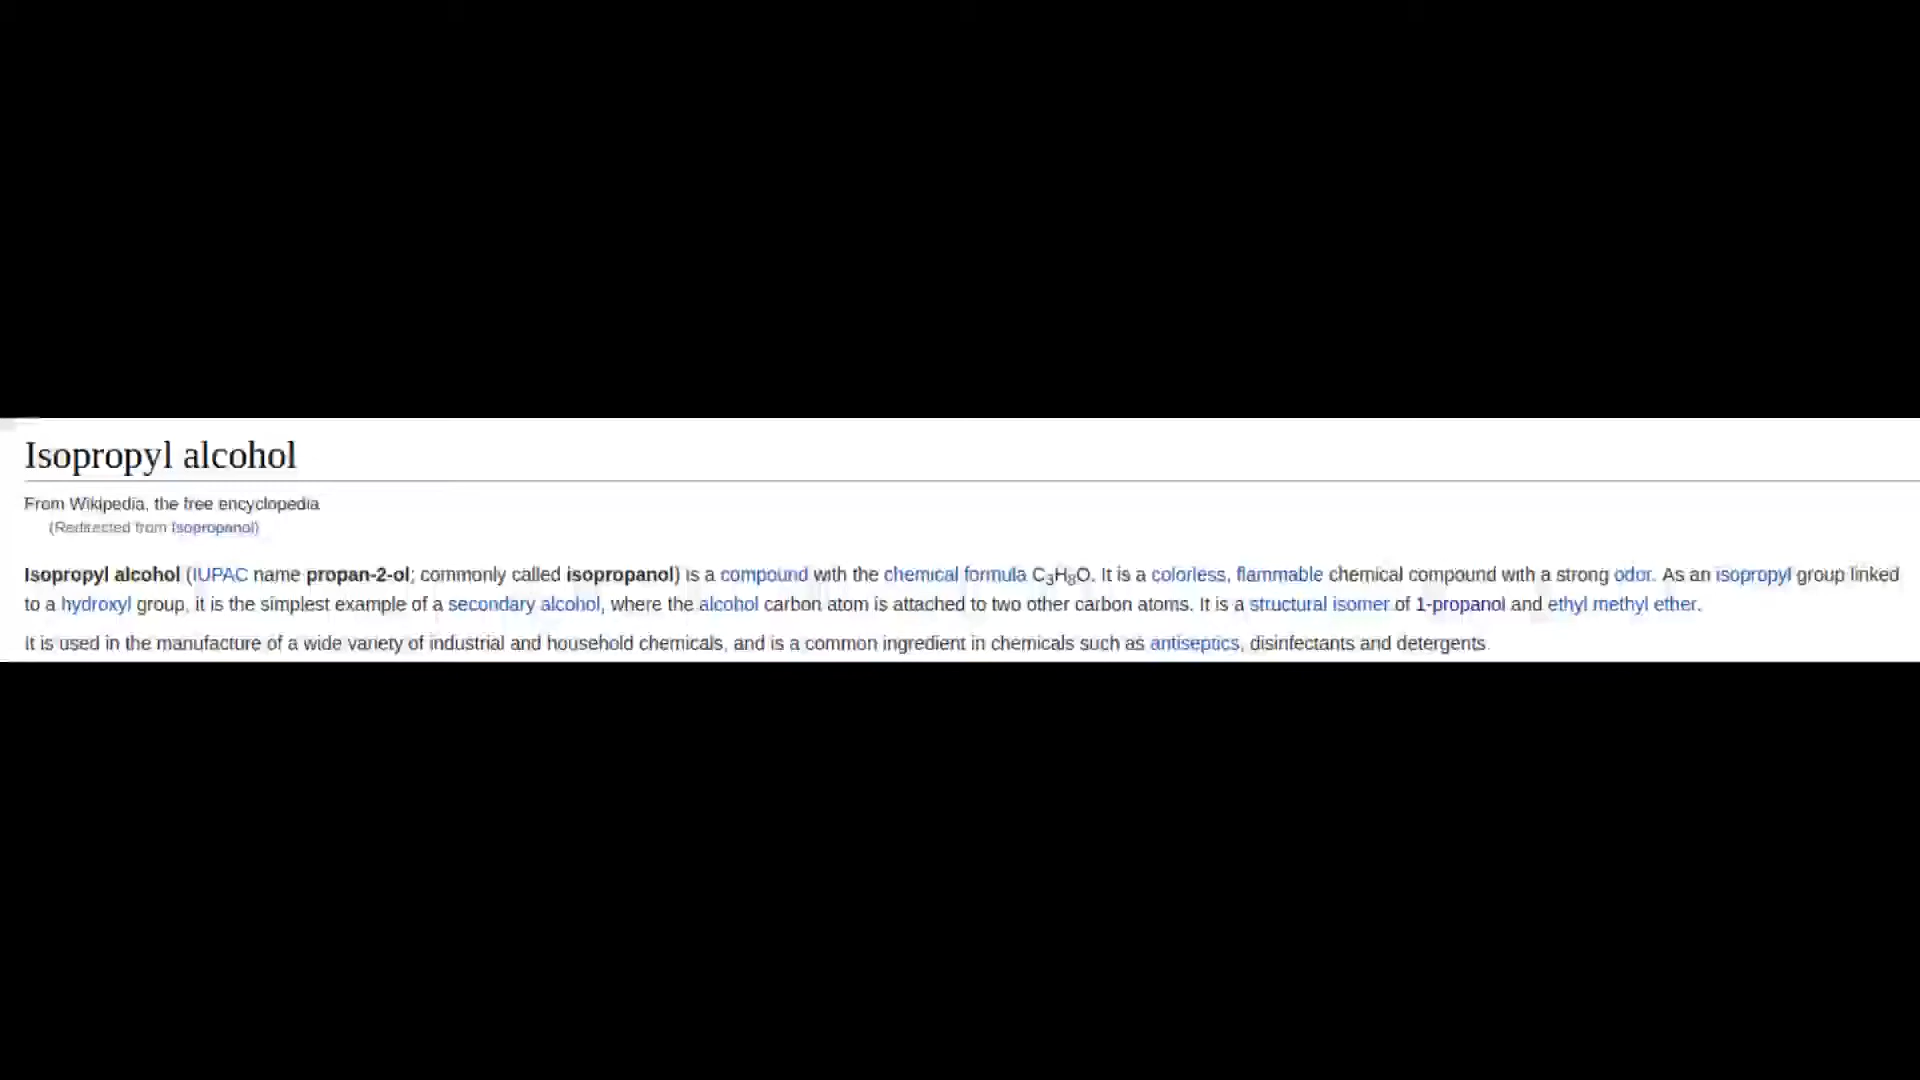 Isopropyl alcohol
From Wikipedia, the free encyclopedia
(Redirected from Isopropanol)
Isopropyl alcohol (IUPAC name propan-2-ol; commonly called isopropanol) is a compound with the chemical formula C₃H₈O. It is a colorless, flammable chemical compound with a strong odor. As an isopropyl group linked
to a hydroxyl group, it is the simplest example of a secondary alcohol, where the alcohol carbon atom is attached to two other carbon atoms. It is a structural isomer of 1-propanol and ethyl methyl ether.
It is used in the manufacture of a wide variety of industrial and household chemicals, and is a common ingredient in chemicals such as antiseptics, disinfectants and detergents.